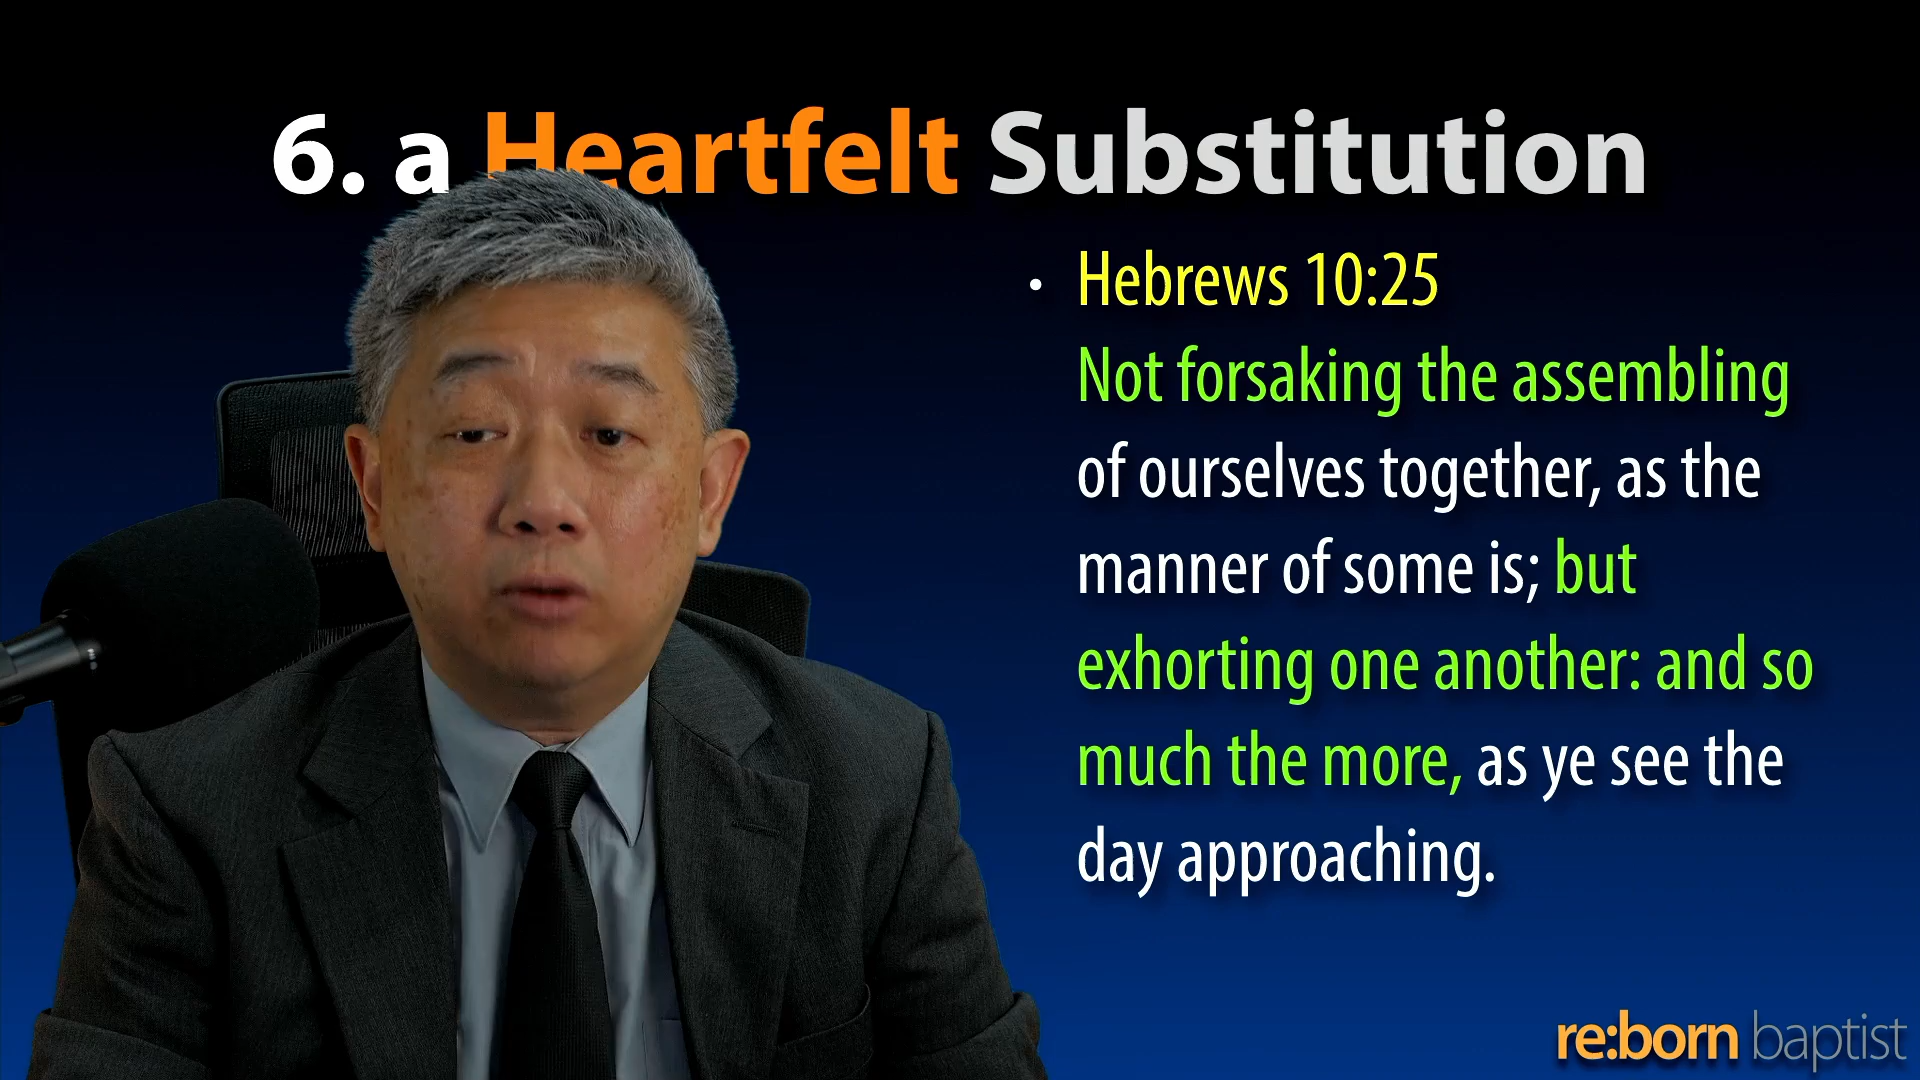 6. a Heartfelt Substitution
• Hebrews 10:25
Not forsaking the assembling
of ourselves together, as the
manner of some is; but
exhorting one another: and so
much the more, as ye see the
day approaching.
re:born baptist